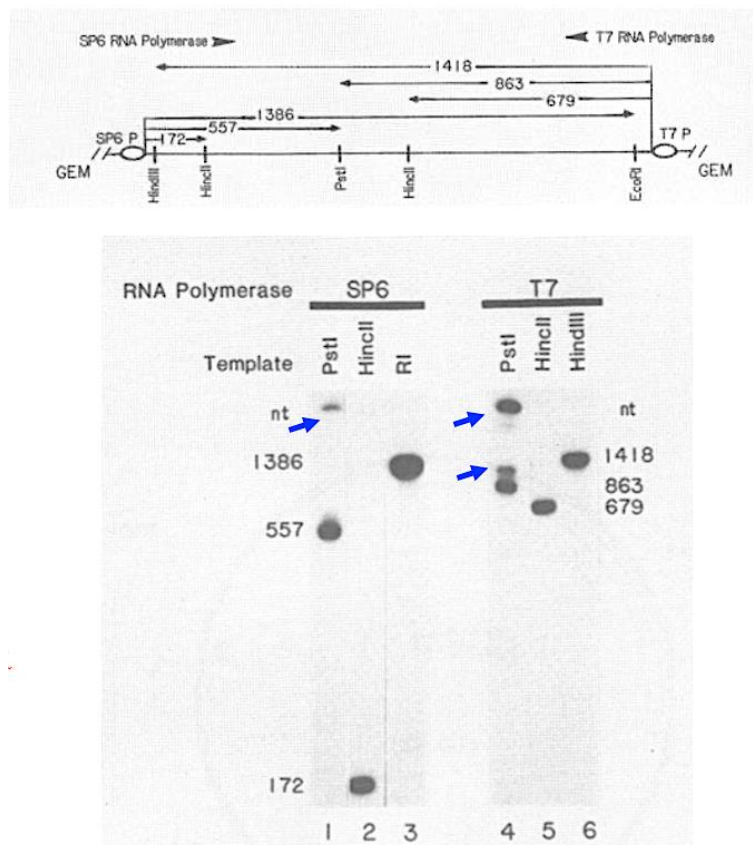 SP6 RNA Polymerase
T7 RNA Polymerase
1418
863
679
1386
557
SP6 P
172
T7 P
GEM
GEM
HindIII
HincII
PstI
HincII
EcoRI
RNA Polymerase SP6 T7
Template PstI HincII RI PstI HincII HindIII
nt nt
1386 1418
863
557 679
172
1 2 3 4 5 6